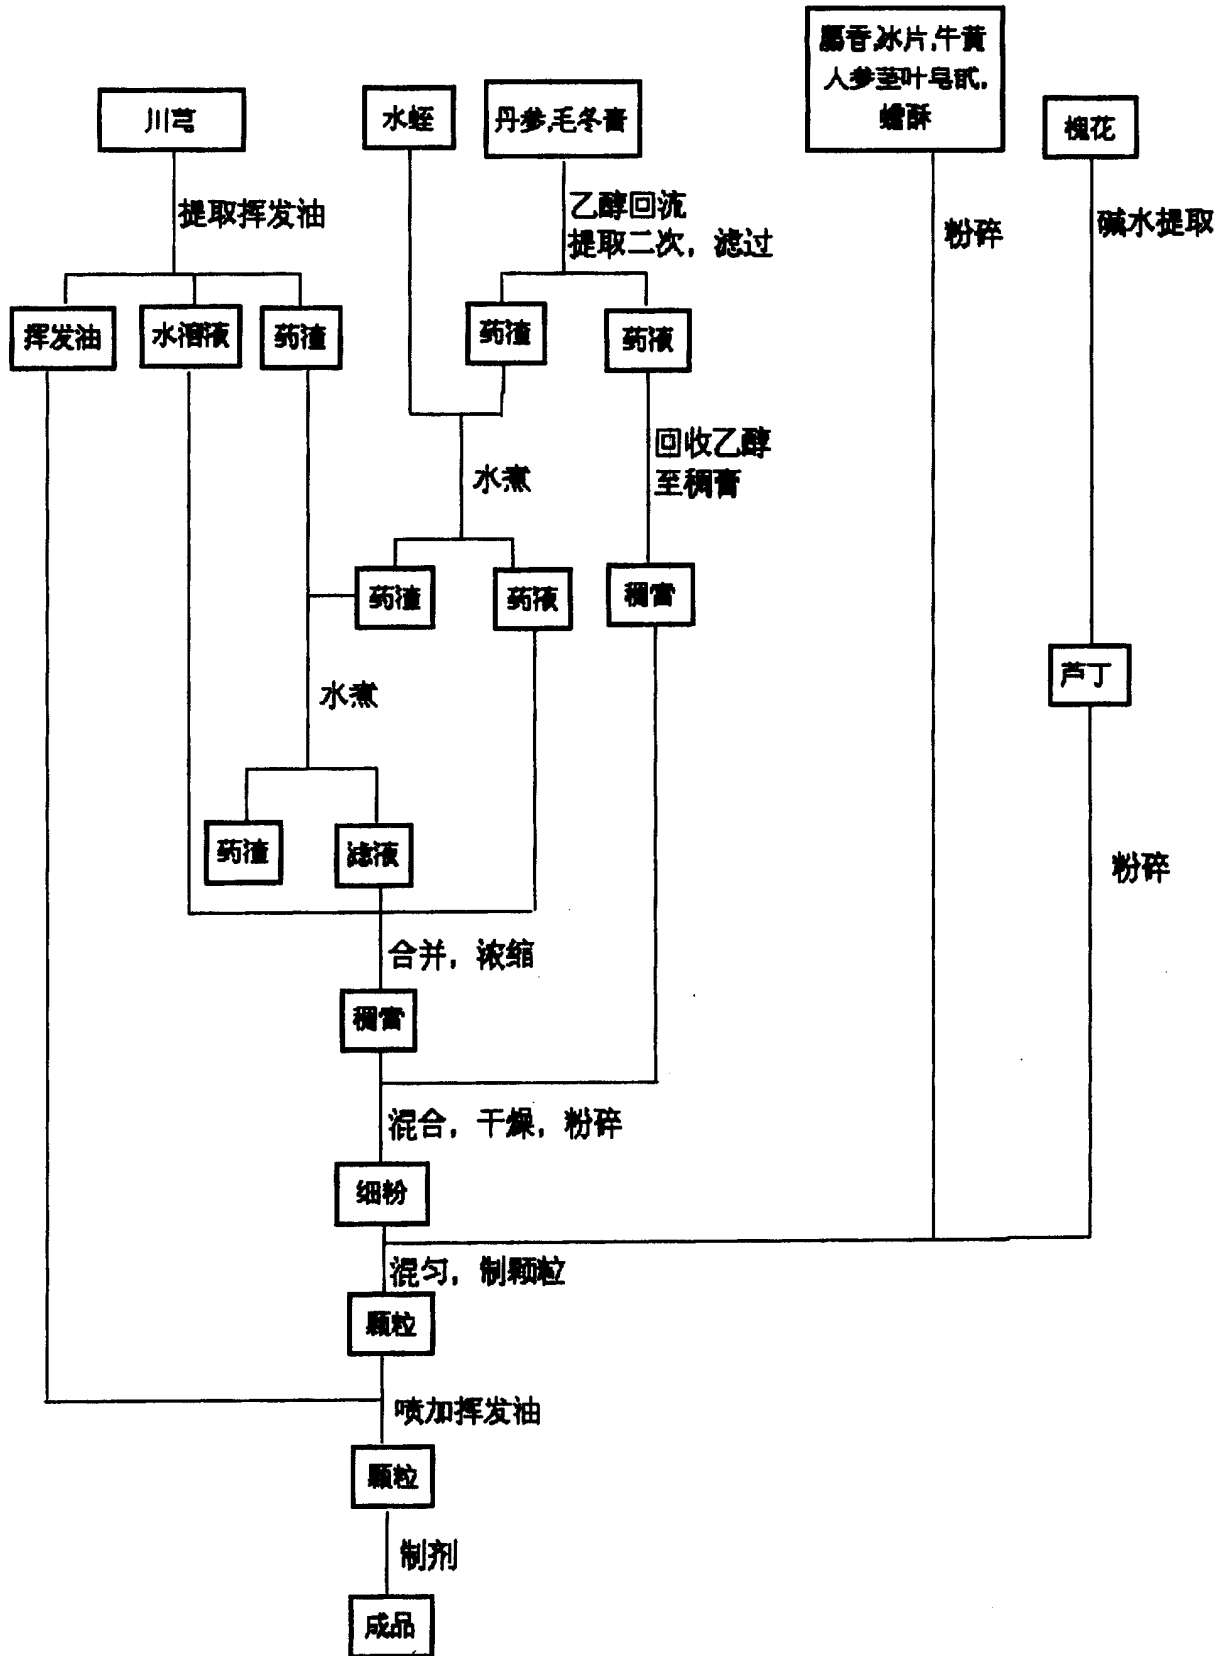 麝香,冰片,牛黄
人参茎叶皂甙,
蟾酥
川芎
水蛭
丹参,毛冬青
槐花
提取挥发油
乙醇回流
提取二次，滤过
粉碎
碱水提取
挥发油
水溶液
药渣
药渣
药液
回收乙醇
至稠膏
水煮
药渣
药液
稠膏
芦丁
水煮
药渣
滤液
粉碎
合并，浓缩
稠膏
混合，干燥，粉碎
细粉
混匀，制颗粒
颗粒
喷加挥发油
颗粒
制剂
成品